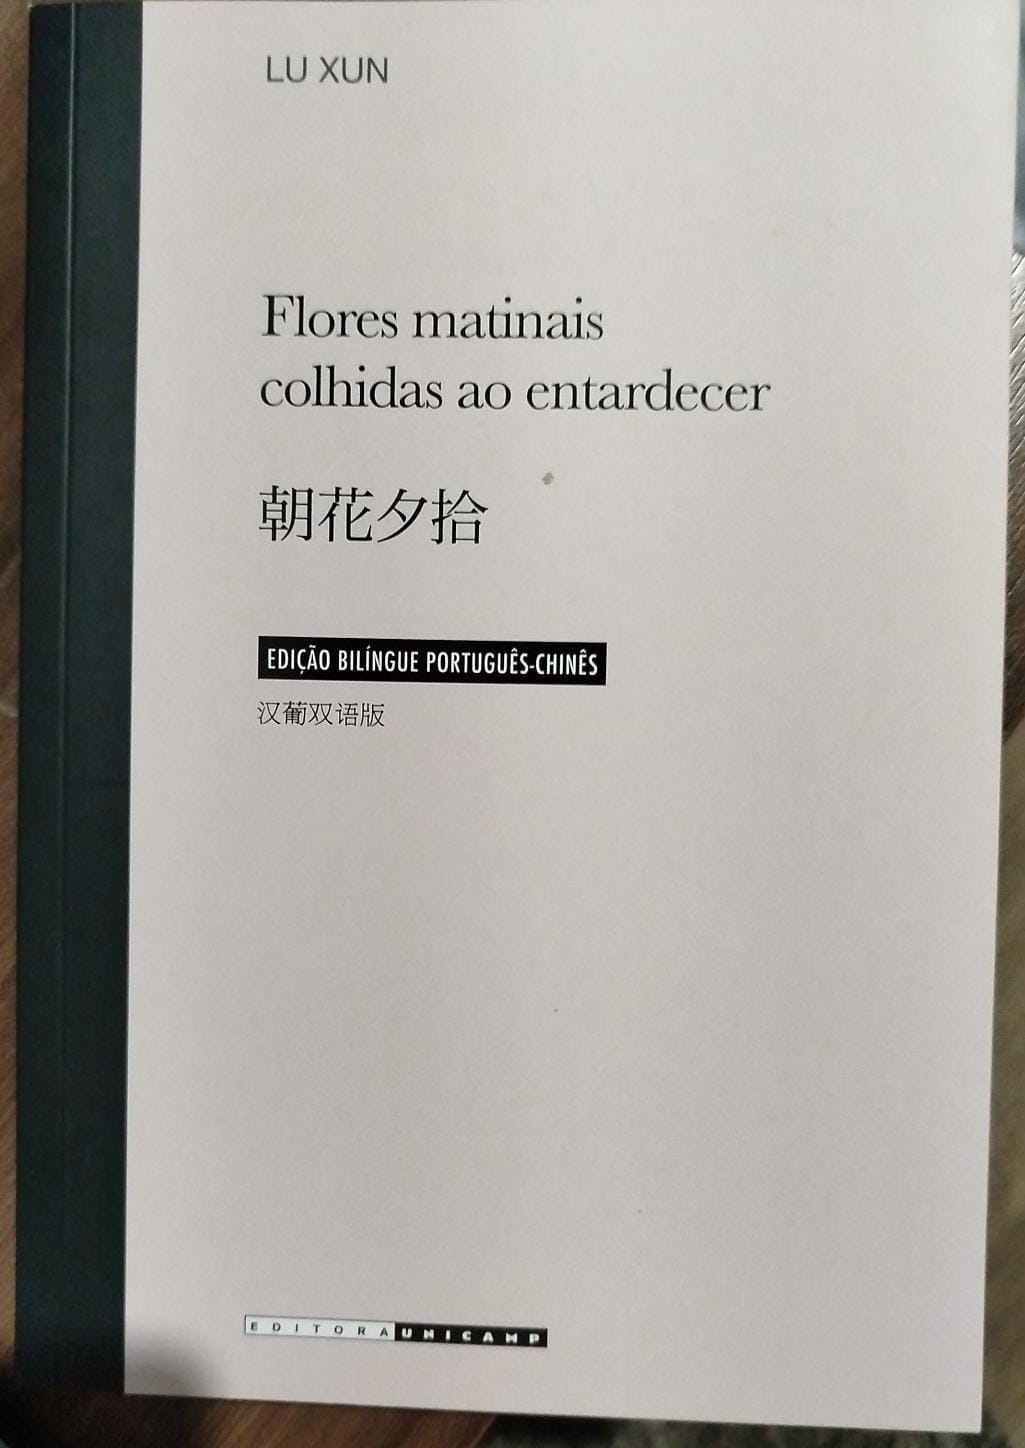 LU XUN
Flores matinais
colhidas ao entardecer
朝花夕拾
EDIÇÃO BILÍNGUE PORTUGUÊS-CHINÊS
汉葡双语版
EDITORA UNICAMP